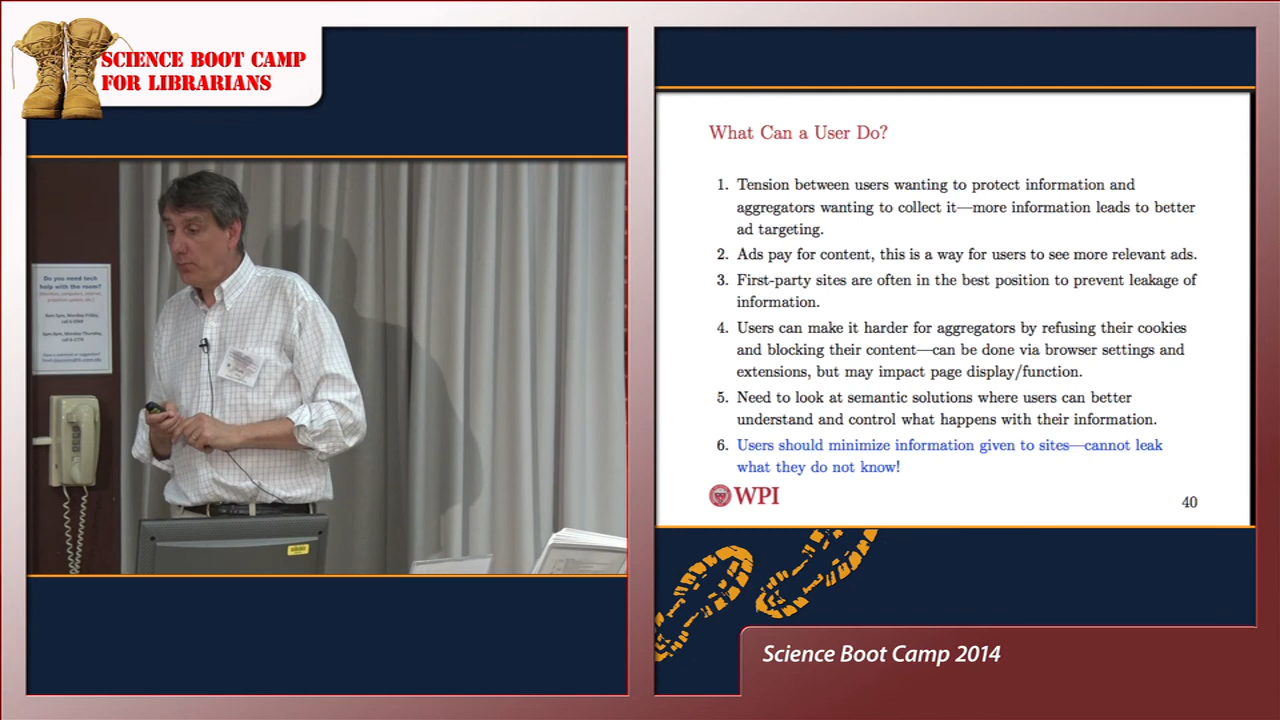 SCIENCE BOOT CAMP
FOR LIBRARIANS
Do you need tech
help with the room?
8am-5pm, Monday-Friday
What Can a User Do?
1. Tension between users wanting to protect information and
aggregators wanting to collect it—more information leads to better
ad targeting.
2. Ads pay for content, this is a way for users to see more relevant ads.
3. First-party sites are often in the best position to prevent leakage of
information.
4. Users can make it harder for aggregators by refusing their cookies
and blocking their content—can be done via browser settings and
extensions, but may impact page display/function.
5. Need to look at semantic solutions where users can better
understand and control what happens with their information.
6. Users should minimize information given to sites—cannot leak
what they do not know!
WPI
40
Science Boot Camp 2014